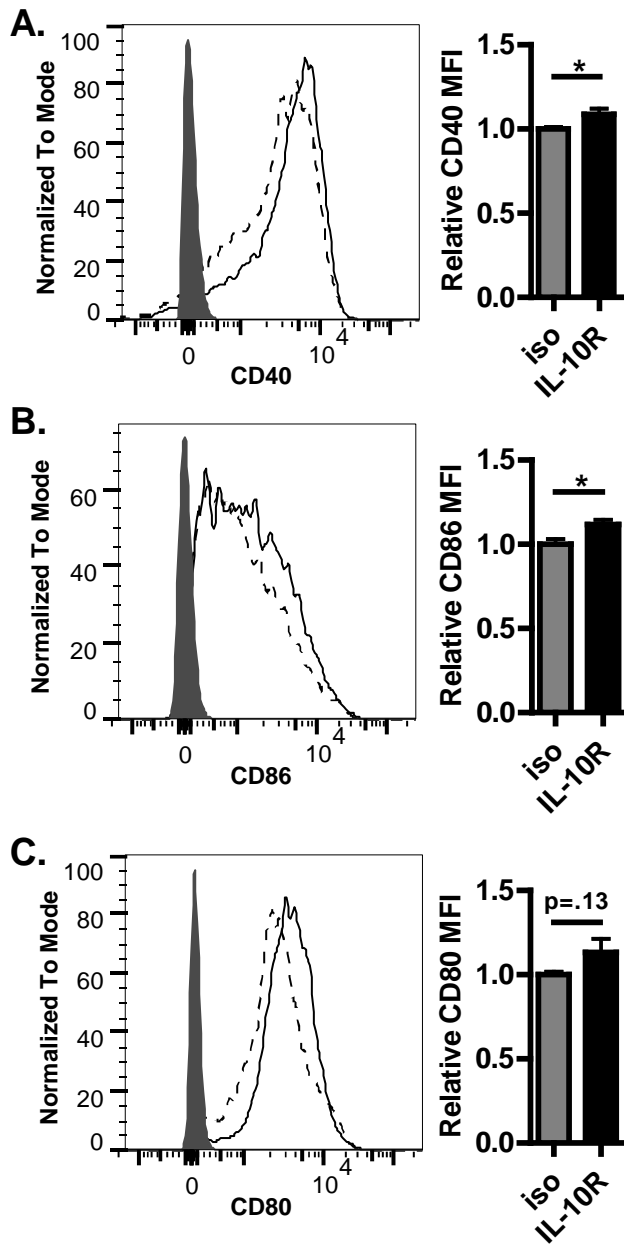 A.
Normalized To Mode
100
80
60
40
20
0
0
10^4
CD40
Relative CD40 MFI
1.5
1.0
0.5
0.0
*
iso
IL-10R
B.
Normalized To Mode
60
40
20
0
0
10^4
CD86
Relative CD86 MFI
1.5
1.0
0.5
0.0
*
iso
IL-10R
C.
Normalized To Mode
100
80
60
40
20
0
0
10^4
CD80
Relative CD80 MFI
1.5
1.0
0.5
0.0
p=.13
iso
IL-10R